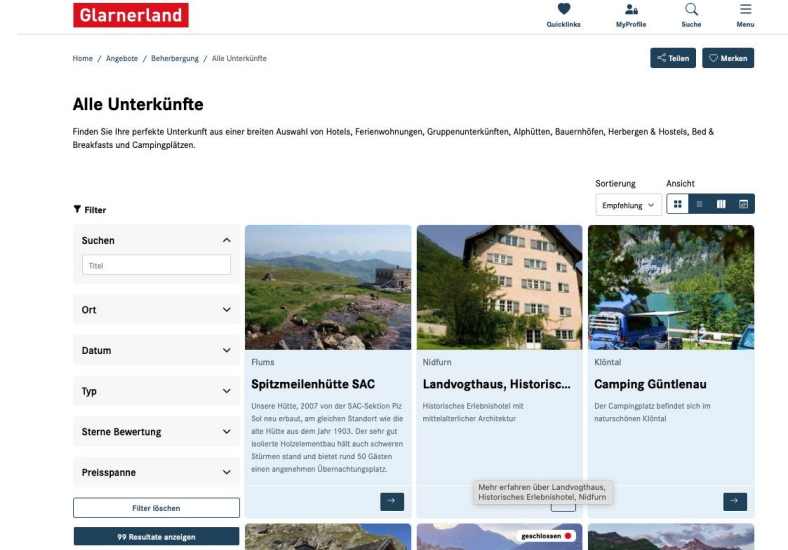 Glarnerland
Quicklinks
MyProfile
Suche
Menu
Home / Angebote / Beherbergung / Alle Unterkünfte
Teilen
Merken
Alle Unterkünfte
Finden Sie Ihre perfekte Unterkunft aus einer breiten Auswahl von Hotels, Ferienwohnungen, Gruppenunterkünften, Alphütten, Bauernhöfen, Herbergen & Hostels, Bed &
Breakfasts und Campingplätzen.
Sortierung
Ansicht
Empfehlung
Filter
Suchen
Titel
Ort
Datum
Typ
Sterne Bewertung
Preisspanne
Filter löschen
99 Resultate anzeigen
Flums
Spitzmeilenhütte SAC
Unsere Hütte, 2007 von der SAC-Sektion Piz
Sol neu erbaut, am gleichen Standort wie die
alte Hütte aus dem Jahr 1903. Der sehr gut
isolierte Holzelementbau hält auch schweren
Stürmen stand und bietet rund 50 Gästen
einen angenehmen Übernachtungsplatz.
Nidfurn
Landvogthaus, Historisc...
Historisches Erlebnishotel mit
mittelalterlicher Architektur
Mehr erfahren über Landvogthaus,
Historisches Erlebnishotel, Nidfurn
geschlossen
Klöntal
Camping Güntlenau
Der Campingplatz befindet sich im
naturschönen Klöntal